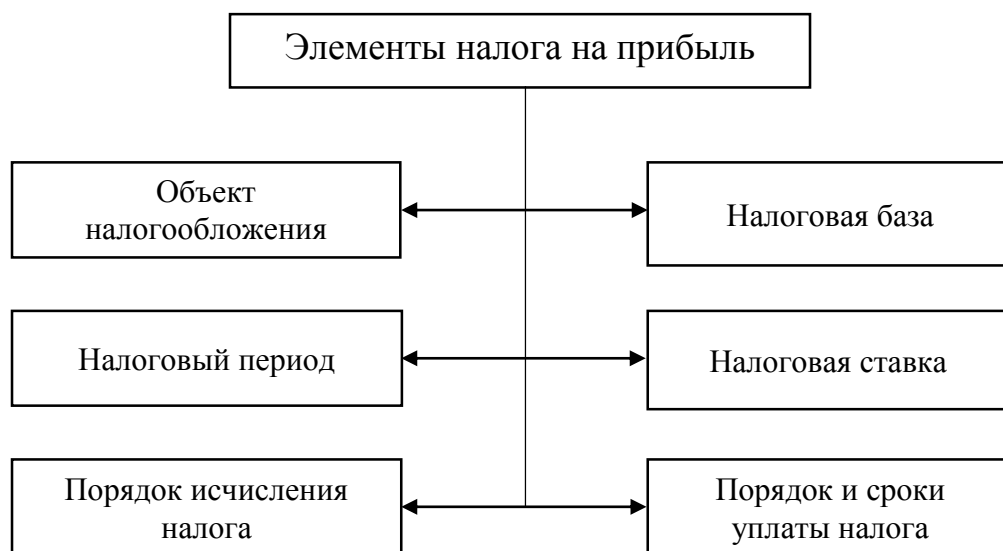 Элементы налога на прибыль
Объект
налогообложения
Налоговая база
Налоговый период
Налоговая ставка
Порядок исчисления
налога
Порядок и сроки
уплаты налога